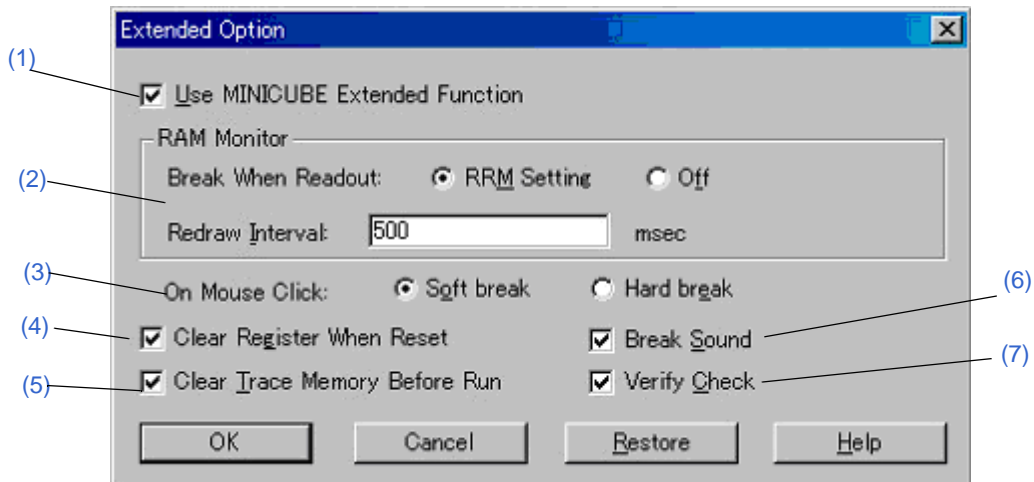 Extended Option
(1)
Use MINICUBE Extended Function
RAM Monitor
(2)
Break When Readout: RRM Setting Off
Redraw Interval: 500 msec
(3)
On Mouse Click: Soft break Hard break
(6)
(4)
Clear Register When Reset Break Sound
(7)
(5)
Clear Trace Memory Before Run Verify Check
OK Cancel Restore Help